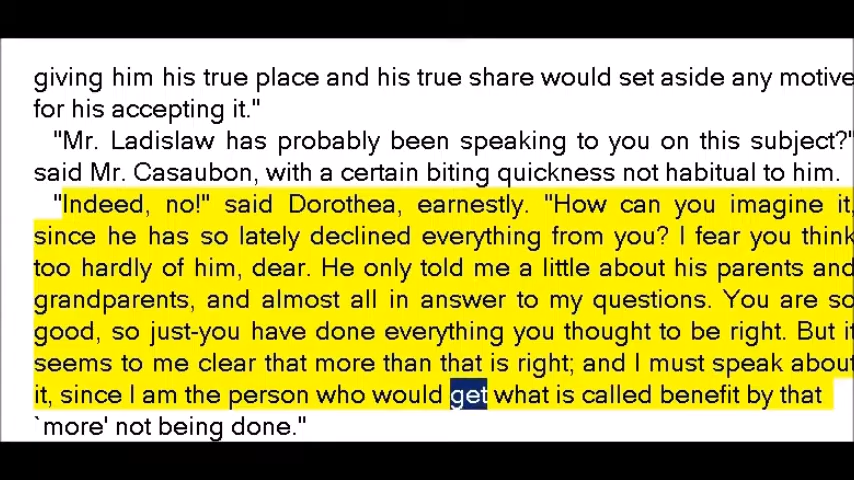 giving him his true place and his true share would set aside any motive
for his accepting it."
"Mr. Ladislaw has probably been speaking to you on this subject?"
said Mr. Casaubon, with a certain biting quickness not habitual to him.
"Indeed, no!" said Dorothea, earnestly. "How can you imagine it,
since he has so lately declined everything from you? I fear you think
too hardly of him, dear. He only told me a little about his parents and
grandparents, and almost all in answer to my questions. You are so
good, so just-you have done everything you thought to be right. But it
seems to me clear that more than that is right; and I must speak about
it, since I am the person who would get what is called benefit by that
`more' not being done."